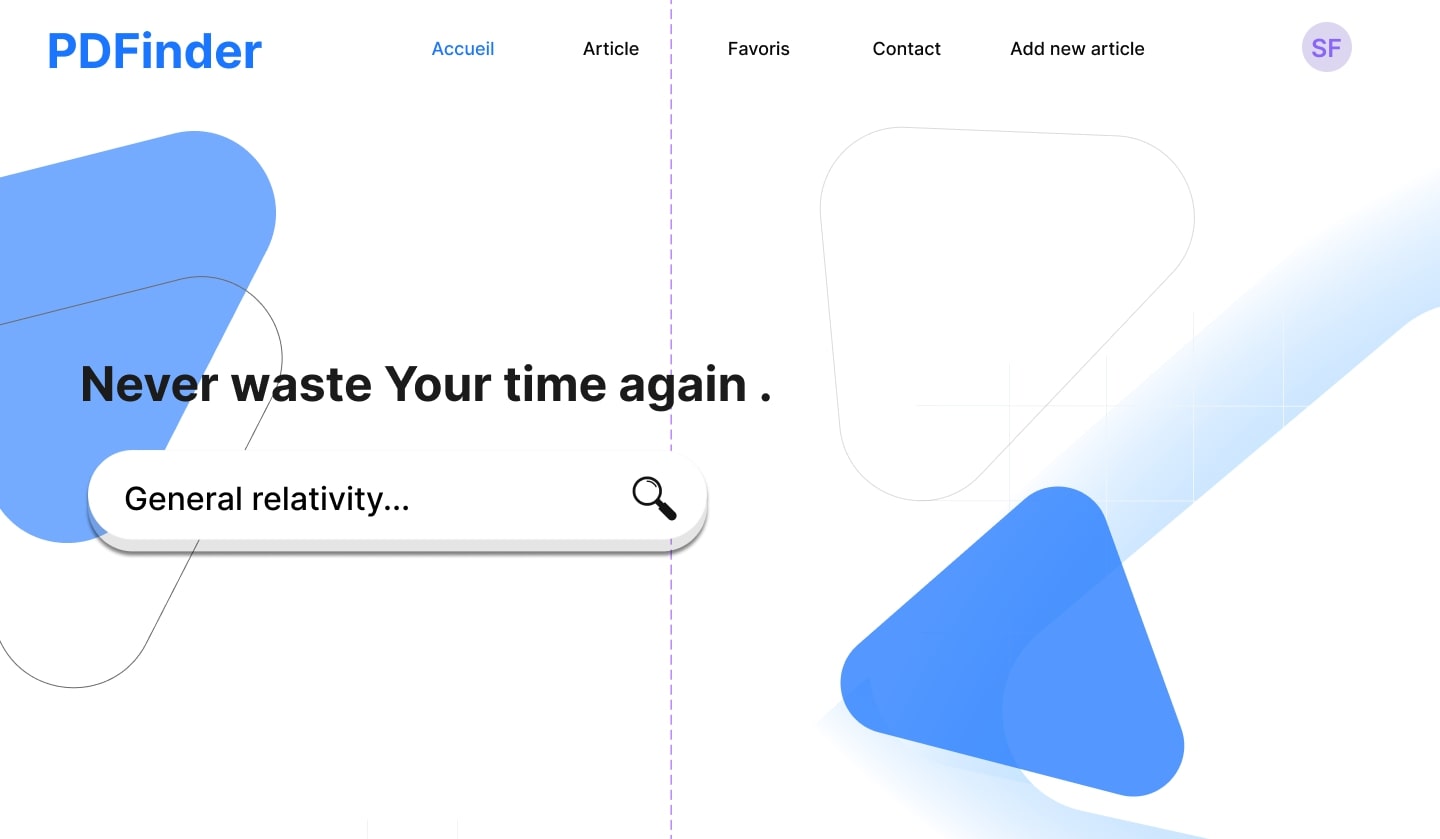 PDFinder
Accueil
Article
Favoris
Contact
Add new article
SF
Never waste Your time again .
General relativity...